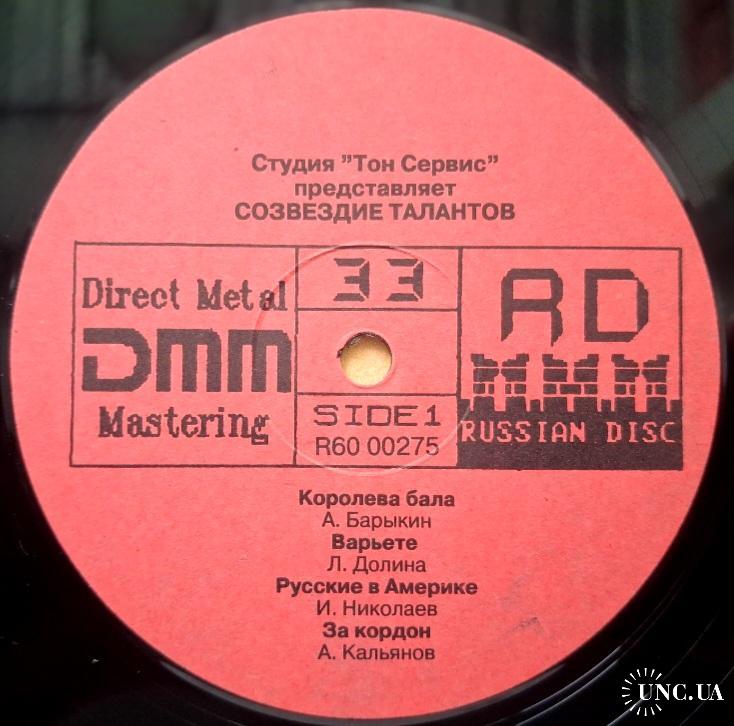 Студия "Тон Сервис"
представляет
СОЗВЕЗДИЕ ТАЛАНТОВ
Direct Metal
DMM
Mastering
33
SIDE 1
R60 00275
RD
RUSSIAN DISC
Королева бала
А. Барыкин
Варьете
Л. Долина
Русские в Америке
И. Николаев
За кордон
А. Кальянов
UNC.UA